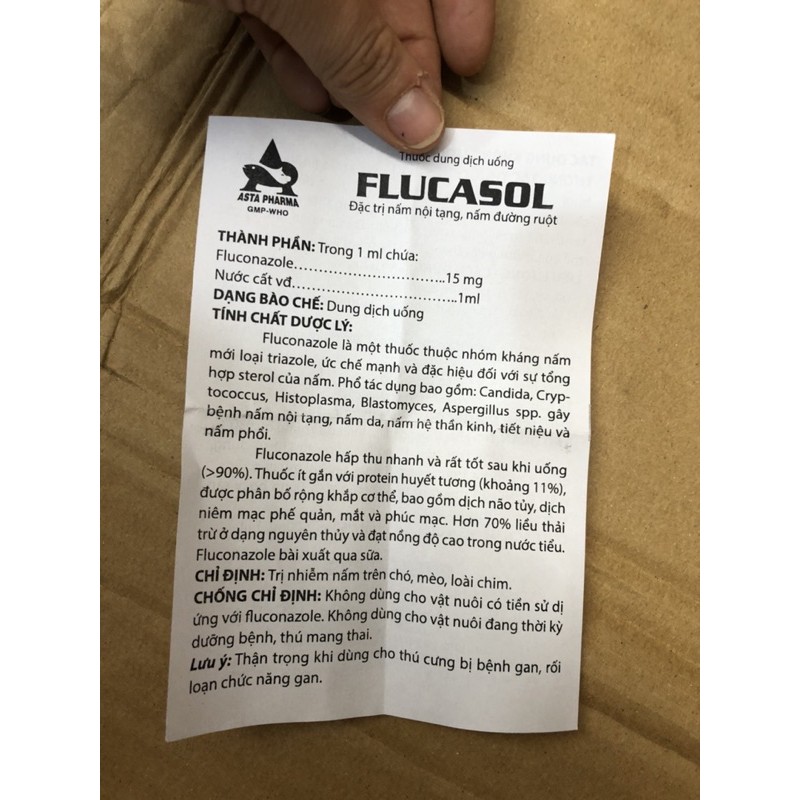 ASTA PHARMA
GMP-WHO
Thuốc dung dịch uống
FLUCASOL
Đặc trị nấm nội tạng, nấm đường ruột
THÀNH PHẦN: Trong 1 ml chứa:
Fluconazole..............................15 mg
Nước cất vđ................................1ml
DẠNG BÀO CHẾ: Dung dịch uống
TÍNH CHẤT DƯỢC LÝ:
Fluconazole là một thuốc thuộc nhóm kháng nấm
mới loại triazole, ức chế mạnh và đặc hiệu đối với sự tổng
hợp sterol của nấm. Phổ tác dụng bao gồm: Candida, Cryp-
tococcus, Histoplasma, Blastomyces, Aspergillus spp. gây
bệnh nấm nội tạng, nấm da, nấm hệ thần kinh, tiết niệu và
nấm phổi.
Fluconazole hấp thu nhanh và rất tốt sau khi uống
(>90%). Thuốc ít gắn với protein huyết tương (khoảng 11%),
được phân bố rộng khắp cơ thể, bao gồm dịch não tủy, dịch
niêm mạc phế quản, mắt và phúc mạc. Hơn 70% liều thải
trừ ở dạng nguyên thủy và đạt nồng độ cao trong nước tiểu.
Fluconazole bài xuất qua sữa.
CHỈ ĐỊNH: Trị nhiễm nấm trên chó, mèo, loài chim.
CHỐNG CHỈ ĐỊNH: Không dùng cho vật nuôi có tiền sử dị
ứng với fluconazole. Không dùng cho vật nuôi đang thời kỳ
dưỡng bệnh, thú mang thai.
Lưu ý: Thận trọng khi dùng cho thú cưng bị bệnh gan, rối
loạn chức năng gan.